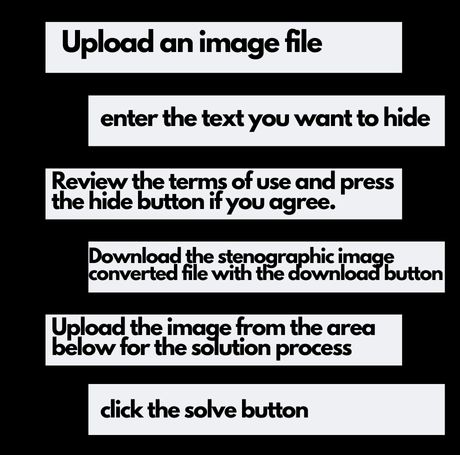 Upload an image file
enter the text you want to hide
Review the terms of use and press
the hide button if you agree.
Download the stenographic image
converted file with the download button
Upload the image from the area
below for the solution process
click the solve button